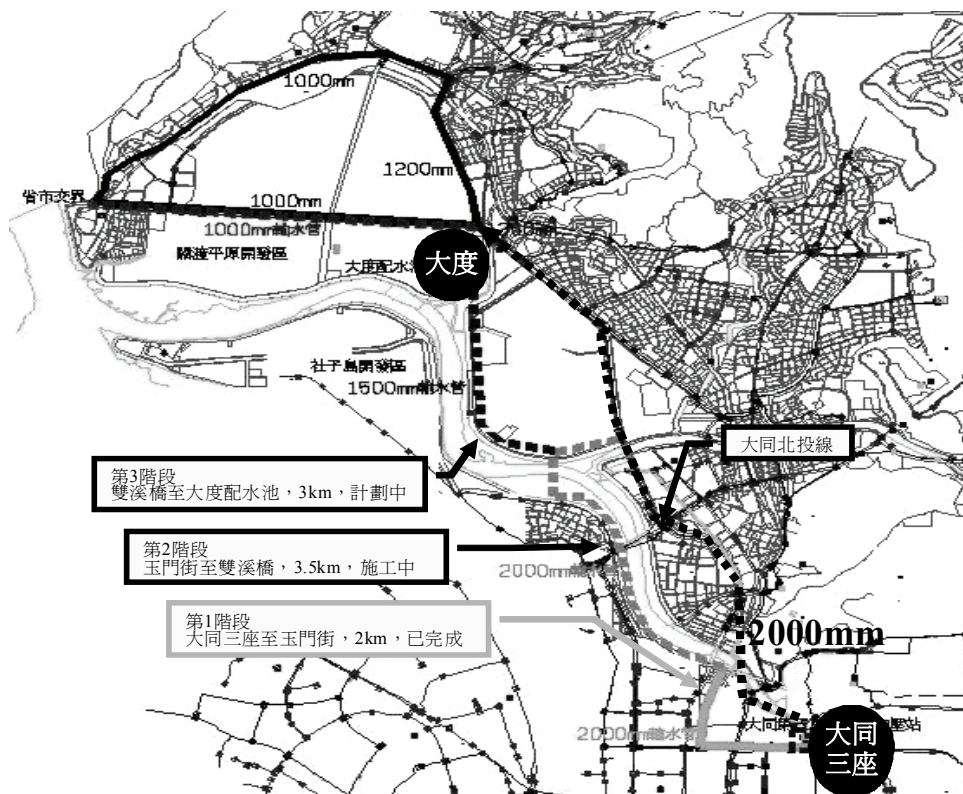 1000mm
1200mm
省市交界
1000mm
1000mm輸水管
關渡平原開發區
大度配水池
大度
社子島開發區
1500mm輸水管
大同北投線
第3階段
雙溪橋至大度配水池，3km，計劃中
第2階段
玉門街至雙溪橋，3.5km，施工中
2000mm
第1階段
大同三座至玉門街，2km，已完成
2000mm
2000mm輸水管
大同
三座